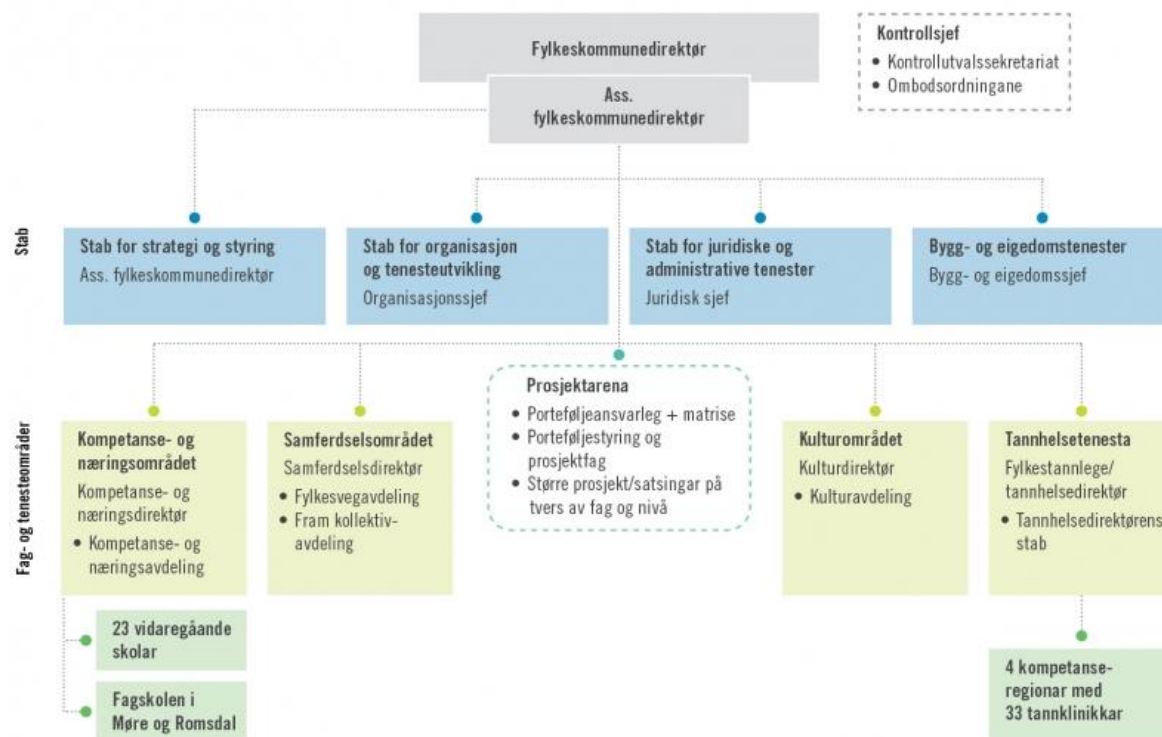 Fylkeskommunedirektør
Ass.
fylkeskommunedirektør
Kontrollsjef
• Kontrollutvalssekretariat
• Ombodsordningane
Stab
Stab for strategi og styring
Ass. fylkeskommunedirektør
Stab for organisasjon
og tenesteutvikling
Organisasjonssjef
Stab for juridiske og
administrative tenester
Juridisk sjef
Bygg- og eigedomstenester
Bygg- og eigedomssjef
Fag- og tenesteområder
Kompetanse- og
næringsområdet
Kompetanse- og
næringsdirektør
• Kompetanse- og
næringsavdeling
Samferdselsområdet
Samferdselsdirektør
• Fylkesvegavdeling
• Fram kollektiv-
avdeling
Prosjektarena
• Porteføljeansvarleg + matrise
• Porteføljestyring og
prosjektfag
• Større prosjekt/satsingar på
tvers av fag og nivå
Kulturområdet
Kulturdirektør
• Kulturavdeling
Tannhelsetenesta
Fylkestannlege/
tannhelsedirektør
• Tannhelsedirektørens
stab
23 vidaregåande
skolar
Fagskolen i
Møre og Romsdal
4 kompetanse-
regionar med
33 tannklinikkar